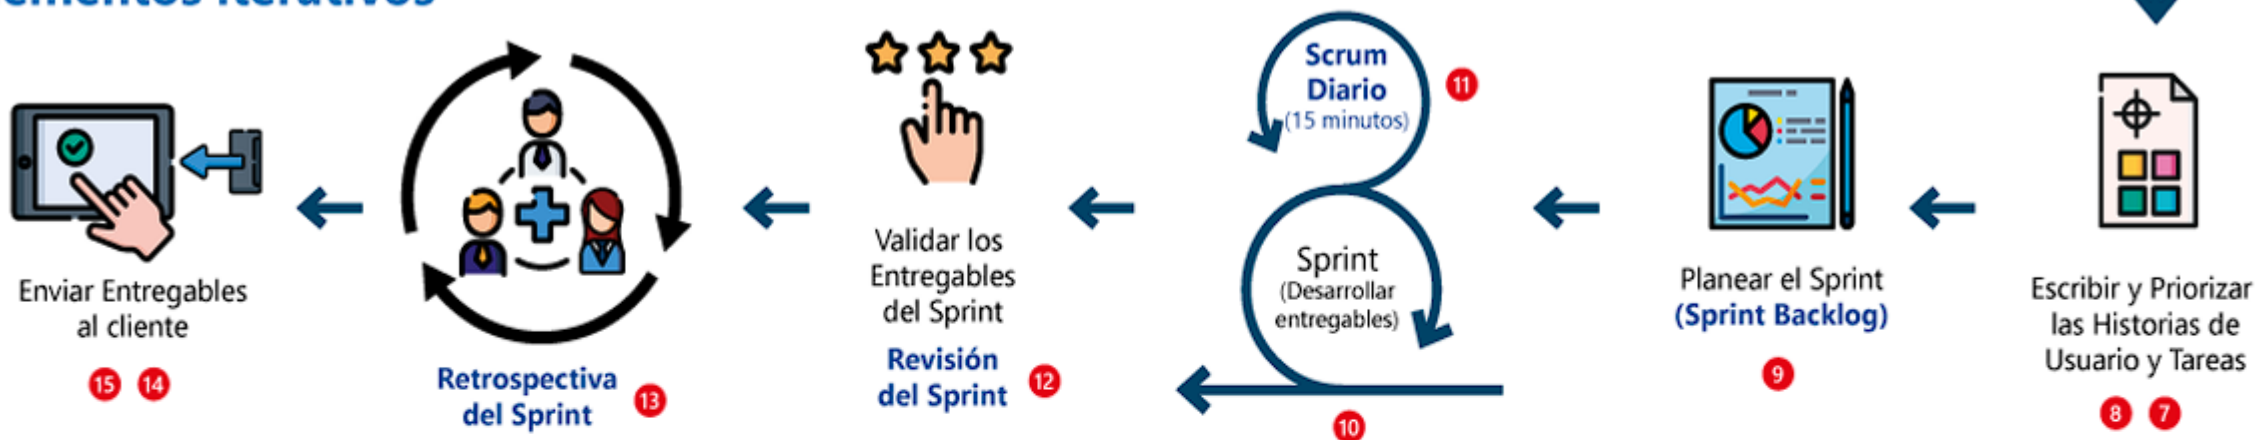 Iterativos
Enviar Entregables
al cliente
15 14
Retrospectiva
del Sprint
13
Validar los
Entregables
del Sprint
Revisión
del Sprint
12
Scrum
Diario
(15 minutos)
11
Sprint
(Desarrollar
entregables)
10
Planear el Sprint
(Sprint Backlog)
9
Escribir y Priorizar
las Historias de
Usuario y Tareas
8 7